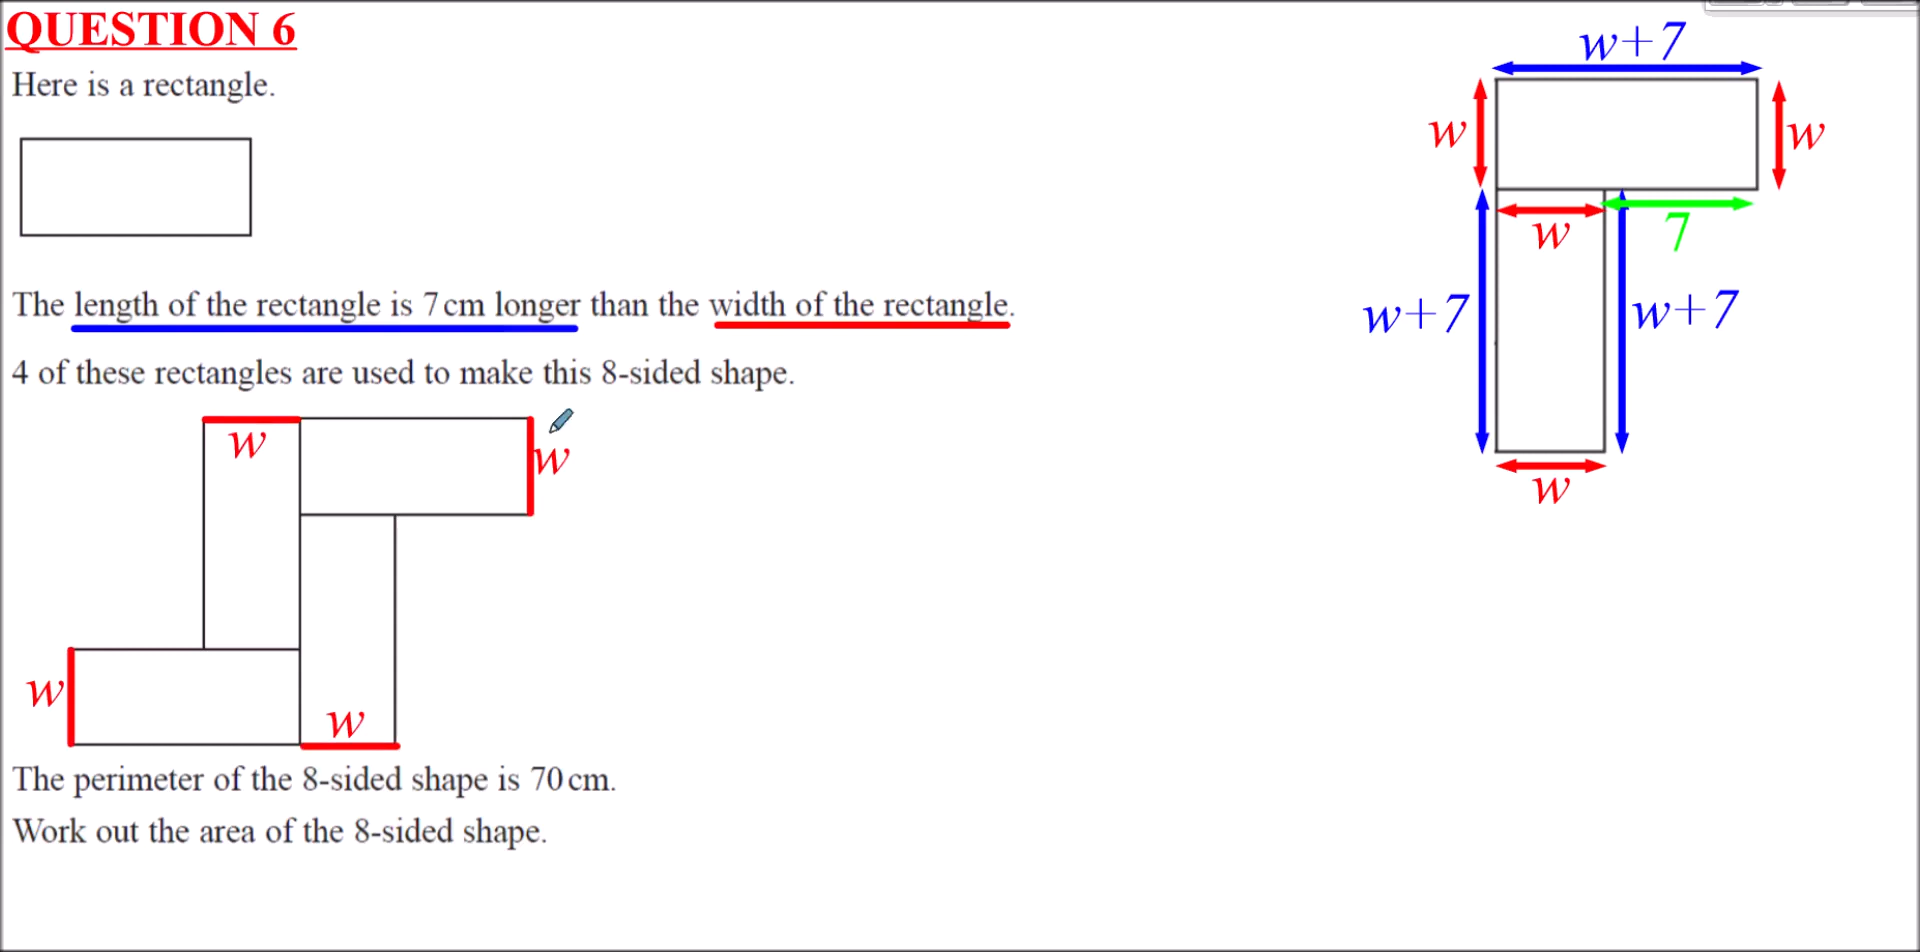 QUESTION 6
Here is a rectangle.
The length of the rectangle is 7 cm longer than the width of the rectangle.
4 of these rectangles are used to make this 8-sided shape.
w
w
w
w
The perimeter of the 8-sided shape is 70 cm.
Work out the area of the 8-sided shape.
w+7
w
w
w
7
w+7
w+7
w